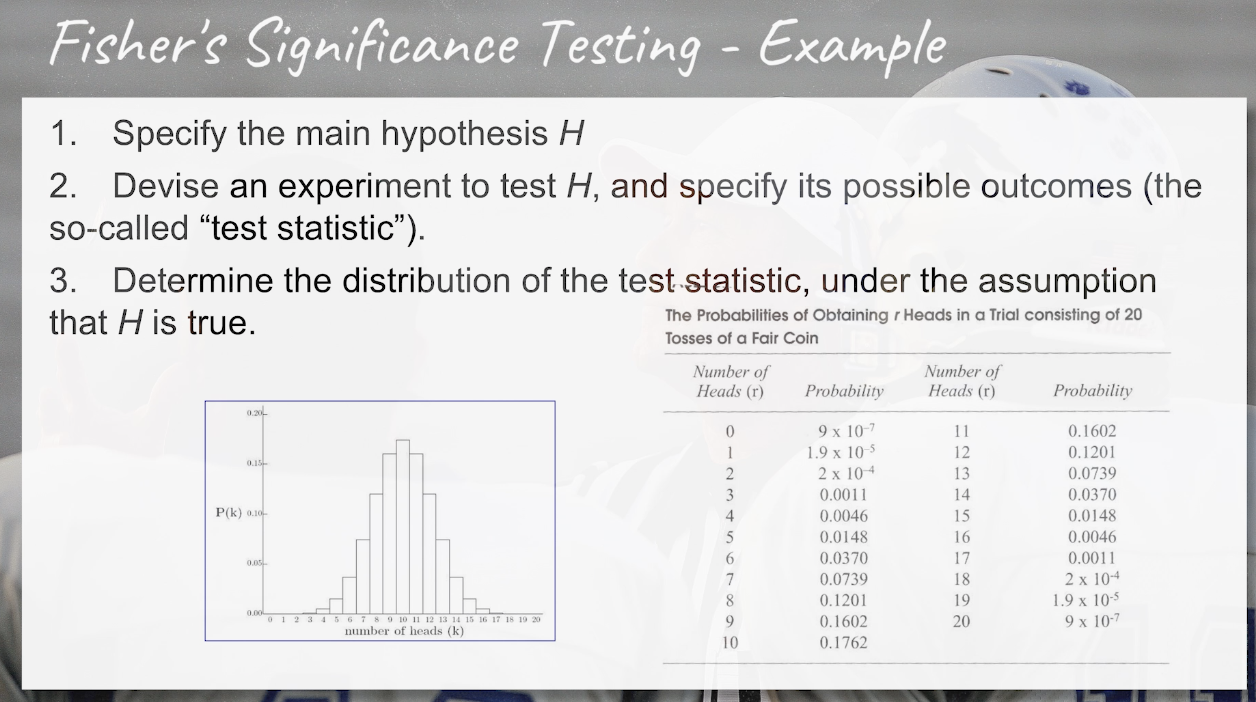 Fisher's Significance Testing - Example
1. Specify the main hypothesis H
2. Devise an experiment to test H, and specify its possible outcomes (the
so-called “test statistic”).
3. Determine the distribution of the test statistic, under the assumption
that H is true.
The Probabilities of Obtaining r Heads in a Trial consisting of 20
Tosses of a Fair Coin
Number of Number of
Heads (r) Probability Heads (r) Probability
0 9 x 10⁻⁷ 11 0.1602
1 1.9 x 10⁻⁵ 12 0.1201
2 2 x 10⁻⁴ 13 0.0739
3 0.0011 14 0.0370
4 0.0046 15 0.0148
5 0.0148 16 0.0046
6 0.0370 17 0.0011
7 0.0739 18 2 x 10⁻⁴
8 0.1201 19 1.9 x 10⁻⁵
9 0.1602 20 9 x 10⁻⁷
10 0.1762
0.20
0.15
P(k) 0.10
0.05
0.00
0 1 2 3 4 5 6 7 8 9 10 11 12 13 14 15 16 17 18 19 20
number of heads (k)